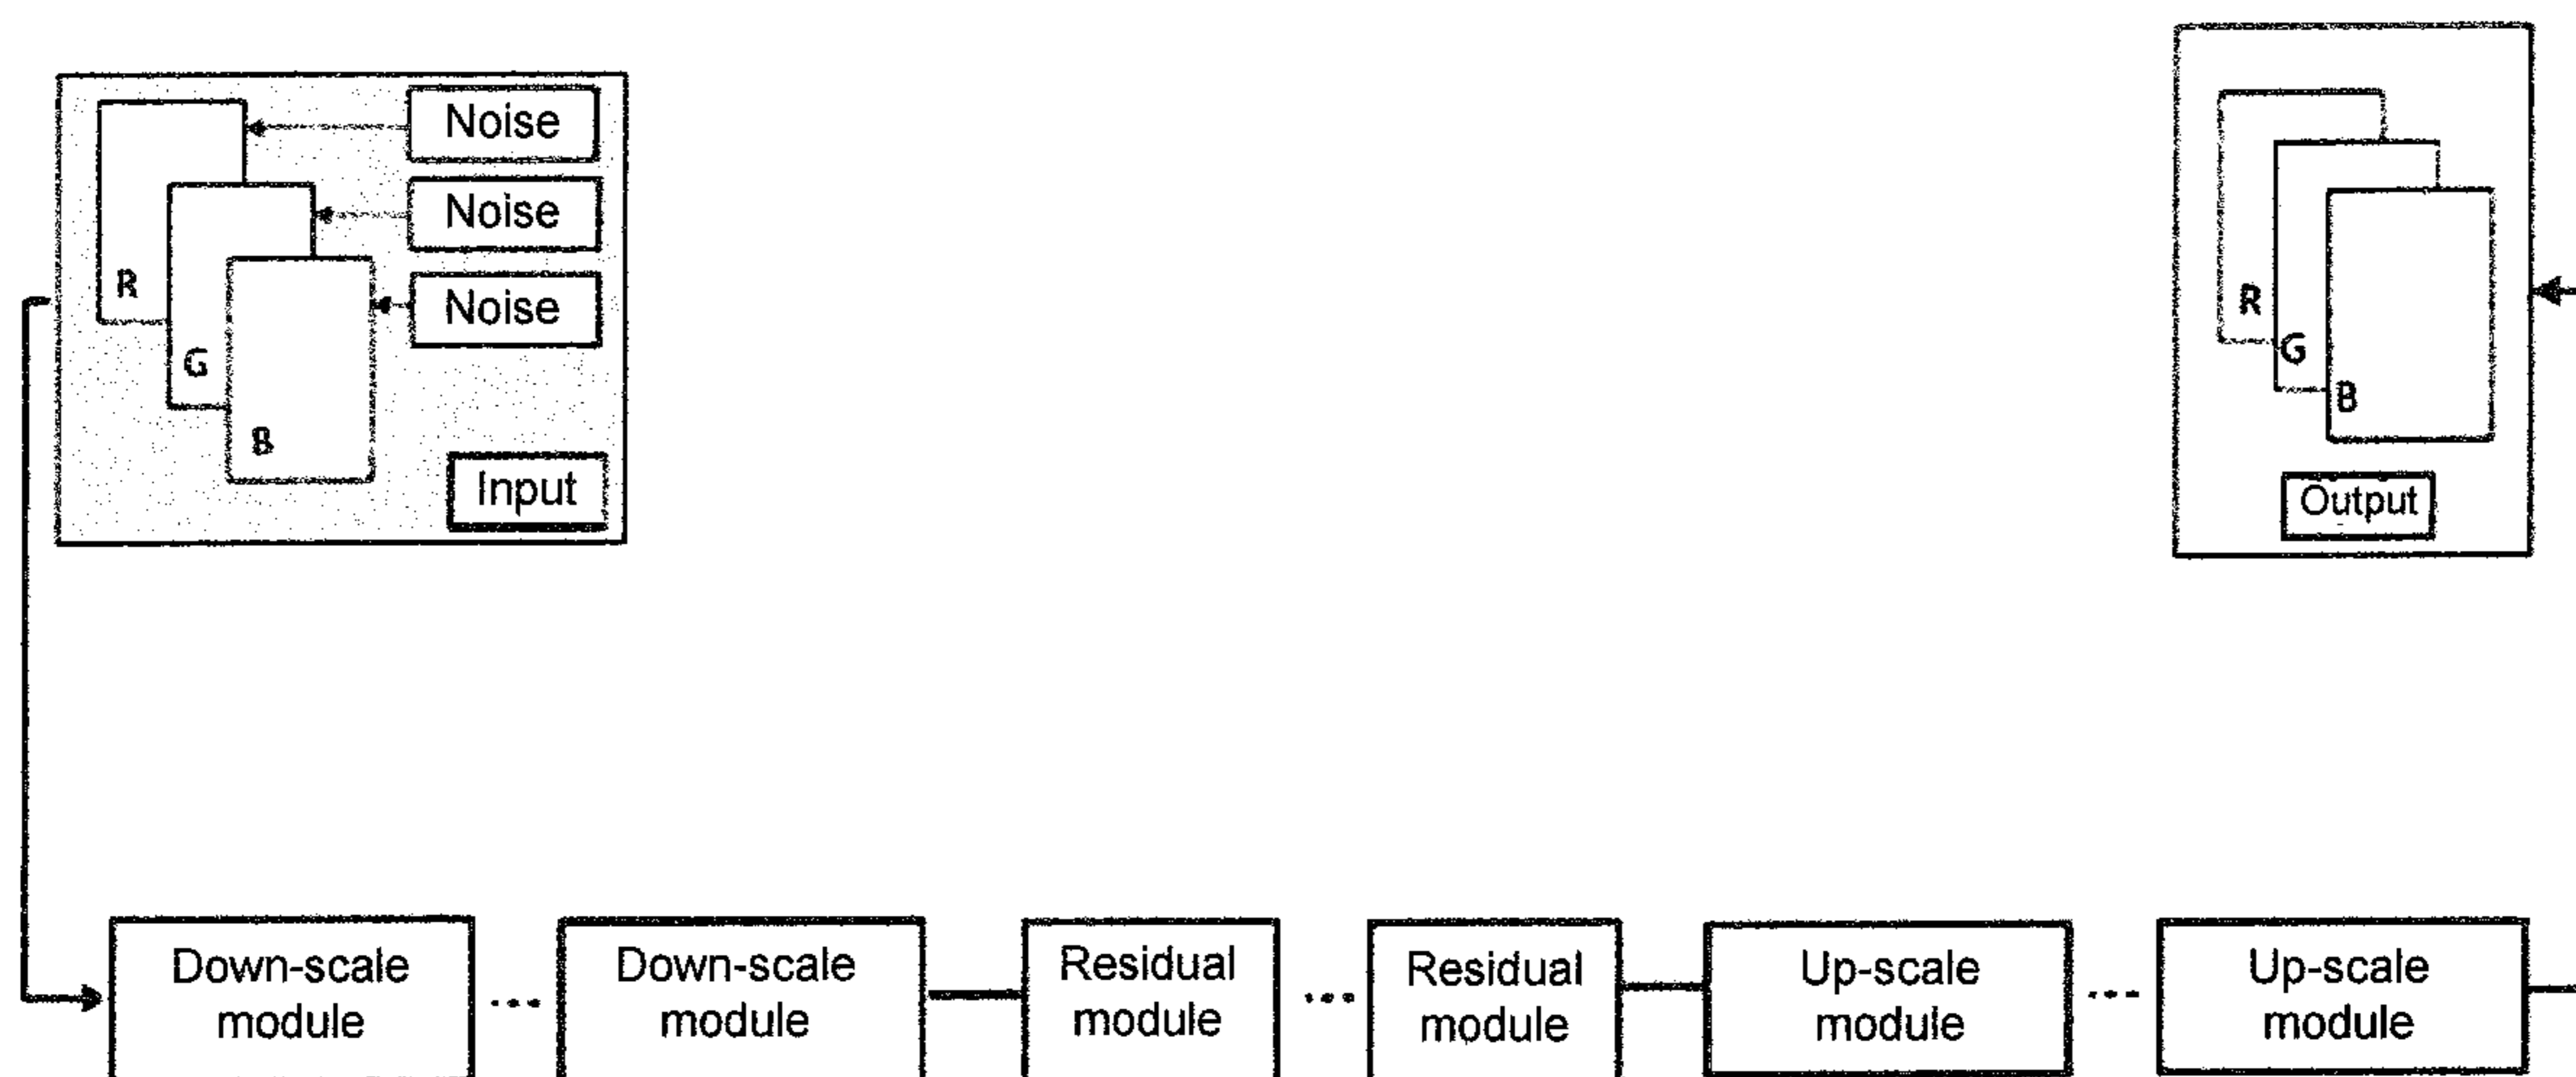 Noise
Noise
Noise
R
G
B
Input
R
G
B
Output
Down-scale
module
...
Down-scale
module
Residual
module
...
Residual
module
Up-scale
module
...
Up-scale
module